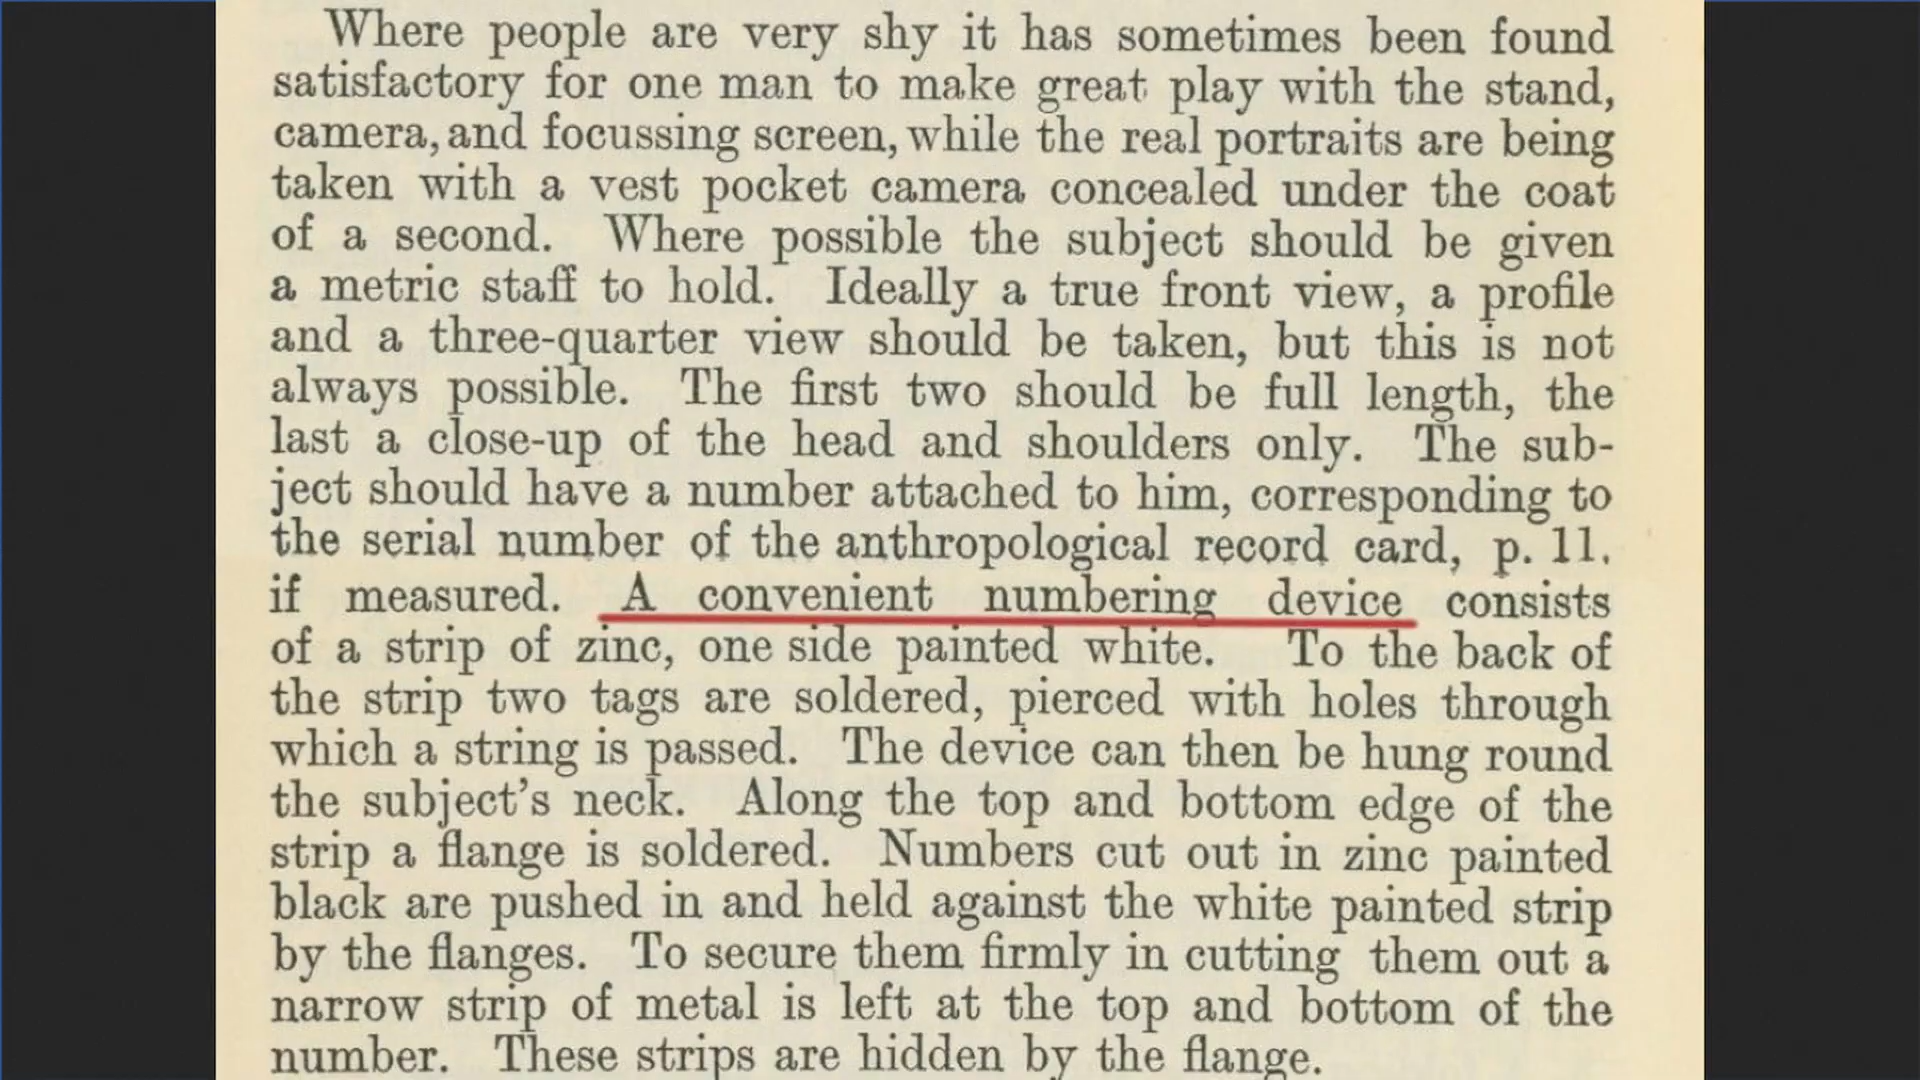 Where people are very shy it has sometimes been found
satisfactory for one man to make great play with the stand,
camera, and focussing screen, while the real portraits are being
taken with a vest pocket camera concealed under the coat
of a second. Where possible the subject should be given
a metric staff to hold. Ideally a true front view, a profile
and a three-quarter view should be taken, but this is not
always possible. The first two should be full length, the
last a close-up of the head and shoulders only. The sub-
ject should have a number attached to him, corresponding to
the serial number of the anthropological record card, p. 11.
if measured. A convenient numbering device consists
of a strip of zinc, one side painted white. To the back of
the strip two tags are soldered, pierced with holes through
which a string is passed. The device can then be hung round
the subject's neck. Along the top and bottom edge of the
strip a flange is soldered. Numbers cut out in zinc painted
black are pushed in and held against the white painted strip
by the flanges. To secure them firmly in cutting them out a
narrow strip of metal is left at the top and bottom of the
number. These strips are hidden by the flange.